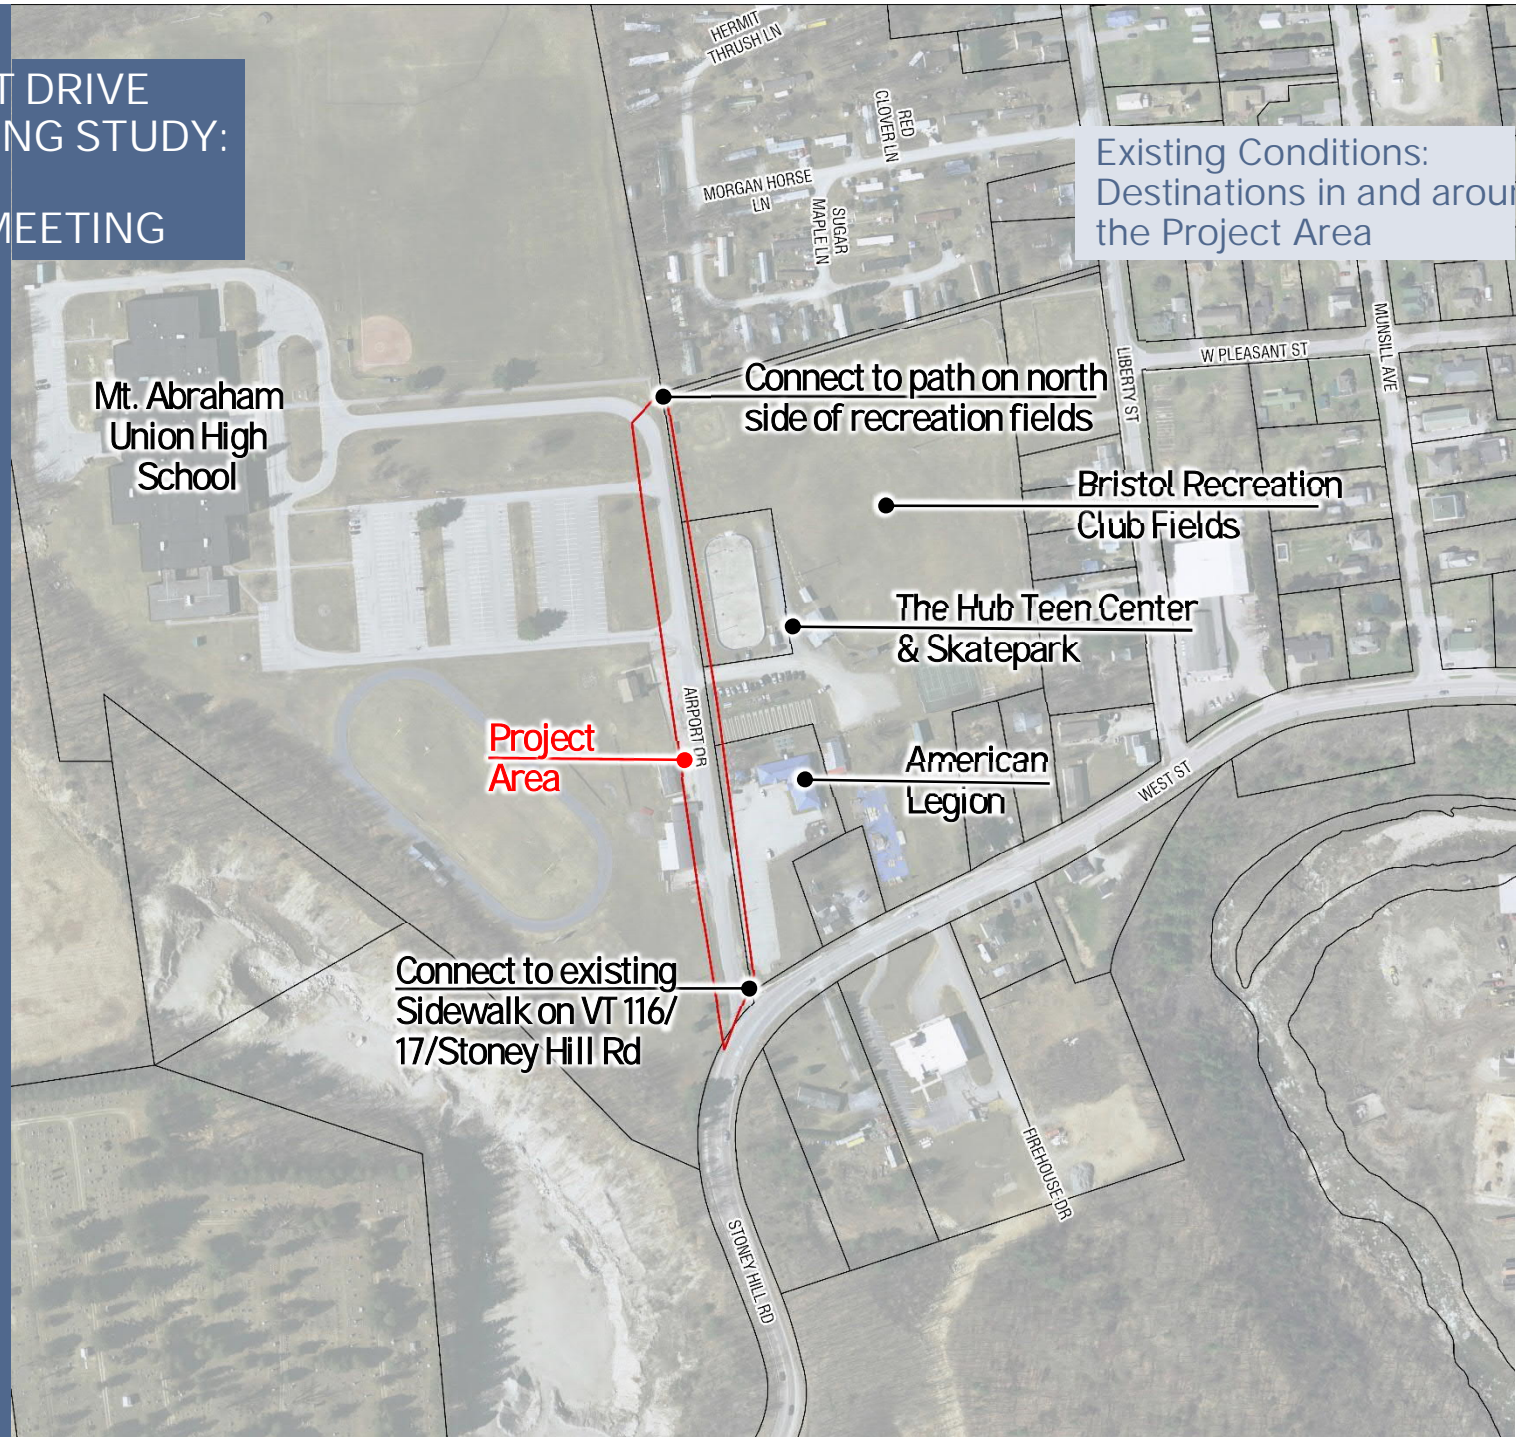 T DRIVE
NG STUDY:
MEETING
Existing Conditions:
Destinations in and aroun
the Project Area
HERMIT
THRUSH LN
RED
CLOVER LN
MORGAN HORSE
LN
SUGAR
MAPLE LN
MUNSILL AVE
LIBERTY ST
W PLEASANT ST
Mt. Abraham
Union High
School
Connect to path on north
side of recreation fields
Bristol Recreation
Club Fields
The Hub Teen Center
& Skatepark
AIRPORT DR
Project
Area
American
Legion
WEST ST
Connect to existing
Sidewalk on VT 116/
17/Stoney Hill Rd
FIREHOUSE DR
STONEY HILL RD